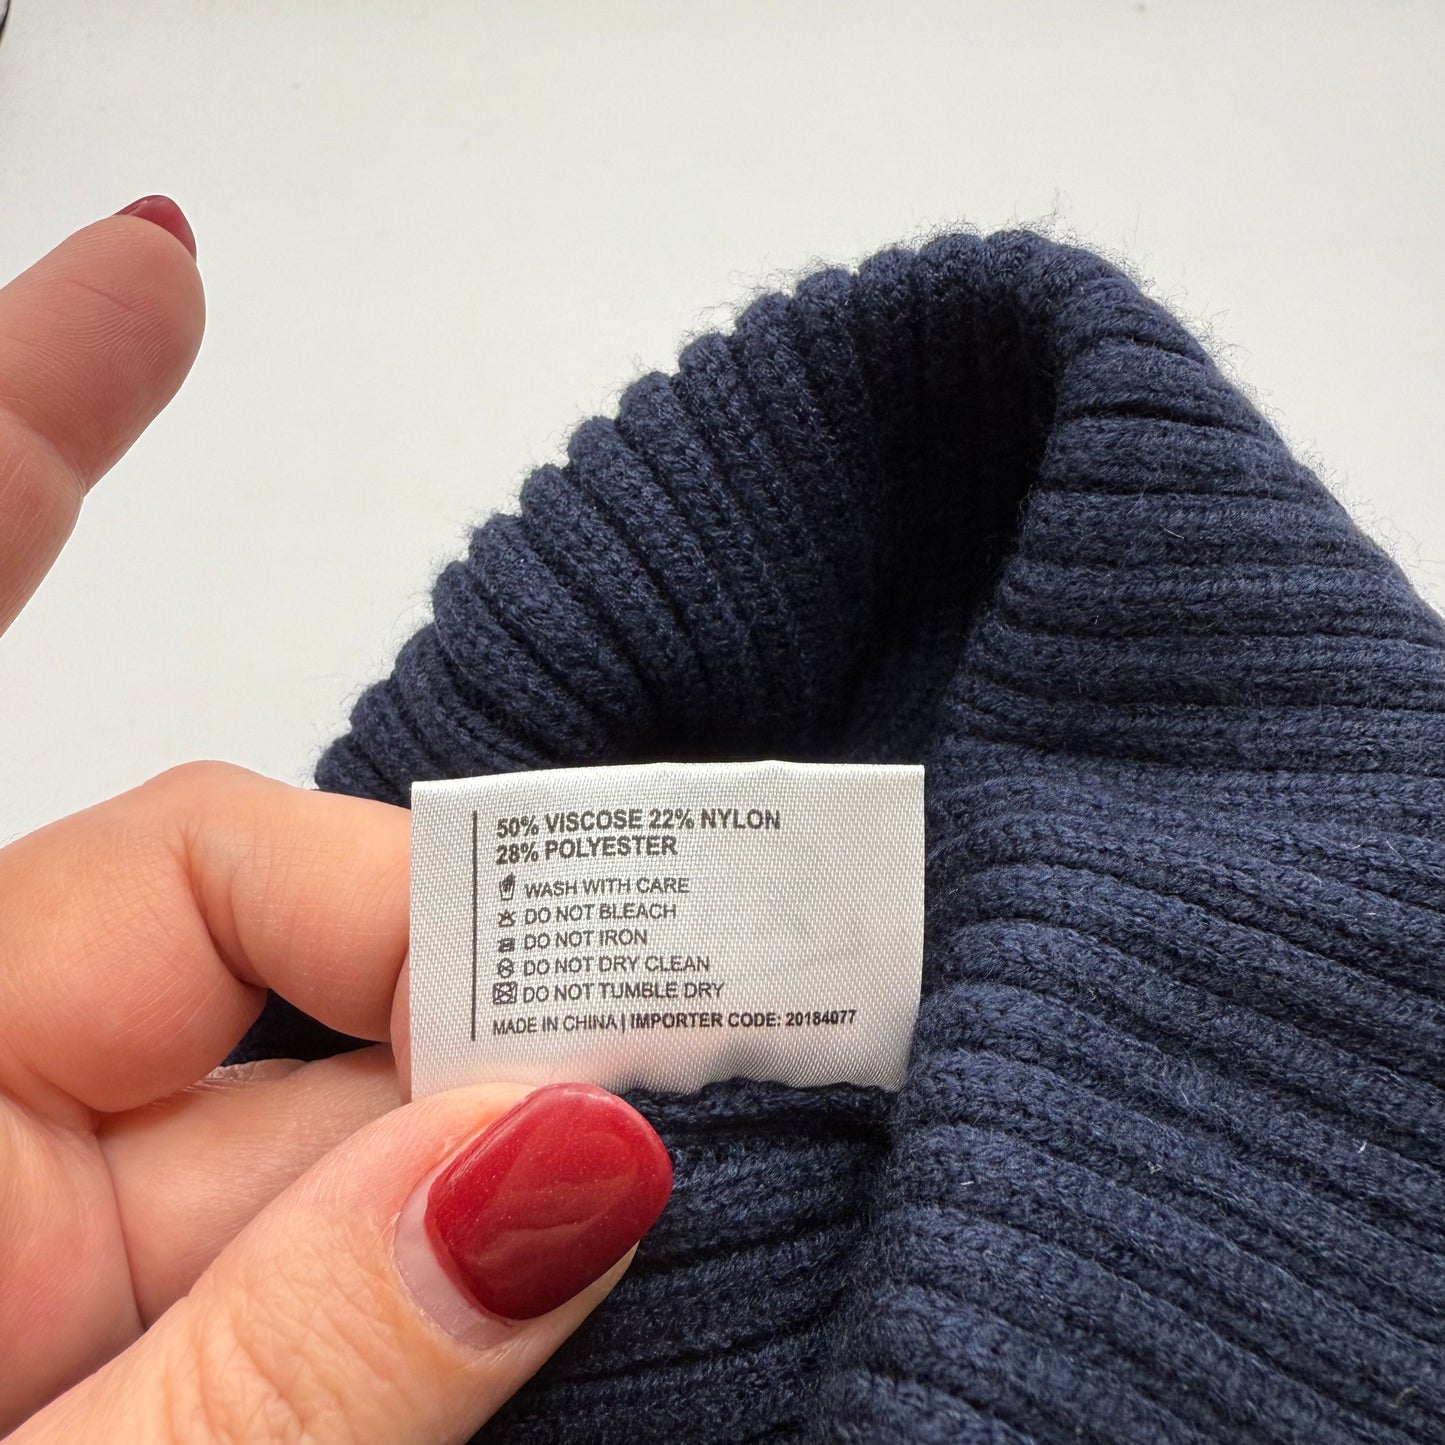 50% VISCOSE 22% NYLON
28% POLYESTER
WASH WITH CARE
DO NOT BLEACH
DO NOT IRON
DO NOT DRY CLEAN
DO NOT TUMBLE DRY
MADE IN CHINA | IMPORTER CODE: 20184077